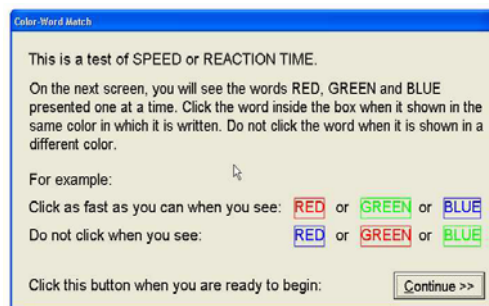 Color-Word Match
This is a test of SPEED or REACTION TIME.
On the next screen, you will see the words RED, GREEN and BLUE
presented one at a time. Click the word inside the box when it shown in the
same color in which it is written. Do not click the word when it is shown in a
different color.
For example:
Click as fast as you can when you see: RED or GREEN or BLUE
Do not click when you see: RED or GREEN or BLUE
Click this button when you are ready to begin: Continue >>